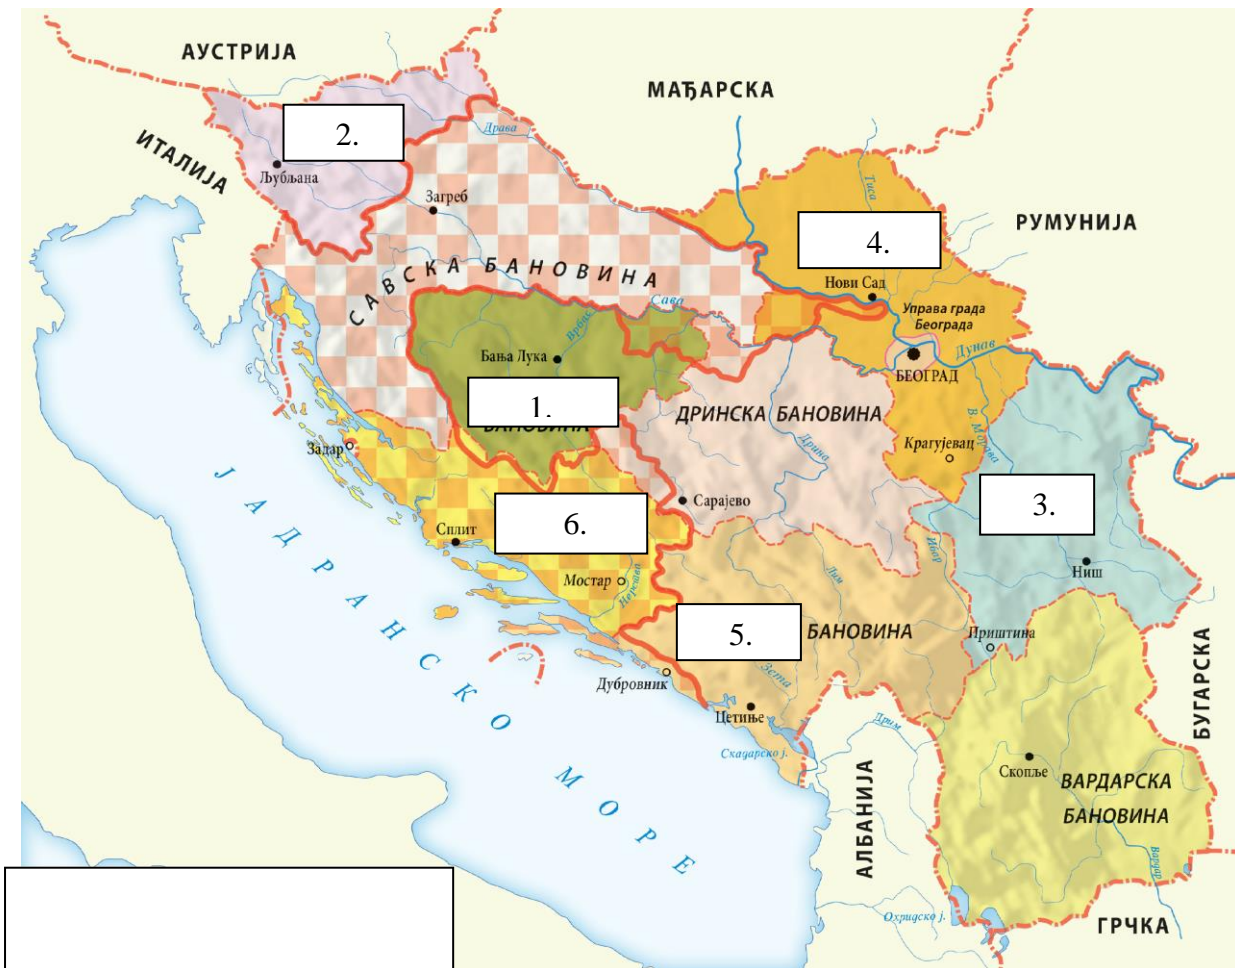 АУСТРИЈА
МАЂАРСКА
ИТАЛИЈА
РУМУНИЈА
2.
Љубљана
Драва
Загреб
Тиса
4.
САВСКА БАНОВИНА
Нови Сад
Сава
Управа града
Београда
Дунав
БЕОГРАД
Врбас
Бања Лука
1.
БАНОВИНА
ДРИНСКА БАНОВИНА
Дрина
В. Морава
Крагујевац
Задар
Сарајево
3.
6.
Сплит
Мостар
Неретва
Лим
Ибар
Ниш
5.
БАНОВИНА
Приштина
Зета
Дубровник
Цетиње
Скадарско ј.
Дрим
БУГАРСКА
ЈАДРАНСКО МОРЕ
Скопље
ВАРДАРСКА
БАНОВИНА
АЛБАНИЈА
Вардар
Охридско ј.
ГРЧКА